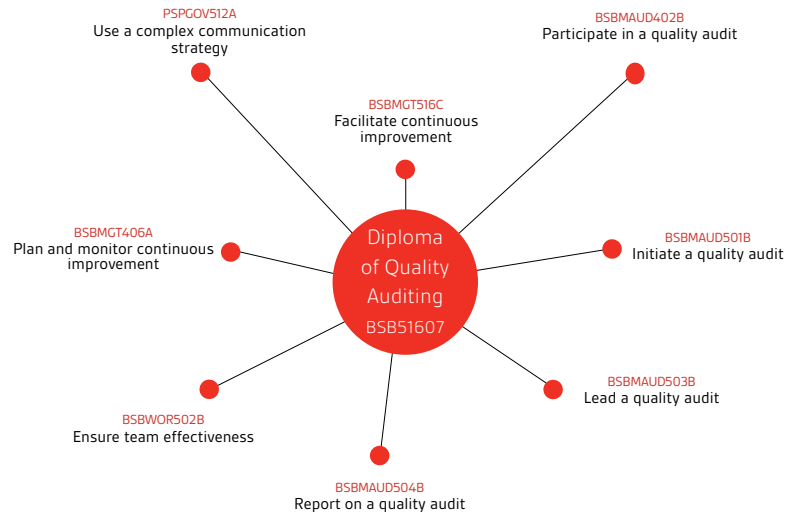 PSPGOV512A
Use a complex communication
strategy
BSBMAUD402B
Participate in a quality audit
BSBMGT516C
Facilitate continuous
improvement
BSBMGT406A
Plan and monitor continuous
improvement
Diploma
of Quality
Auditing
BSB51607
BSBMAUD501B
Initiate a quality audit
BSBMAUD503B
Lead a quality audit
BSBWOR502B
Ensure team effectiveness
BSBMAUD504B
Report on a quality audit